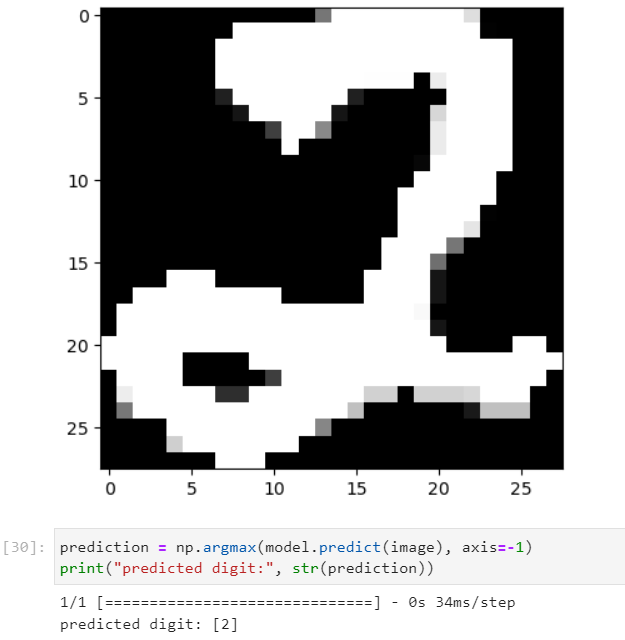 0
5
10
15
20
25
0 5 10 15 20 25
[30]: prediction = np.argmax(model.predict(image), axis=-1)
print("predicted digit:", str(prediction))
1/1 [==============================] - 0s 34ms/step
predicted digit: [2]